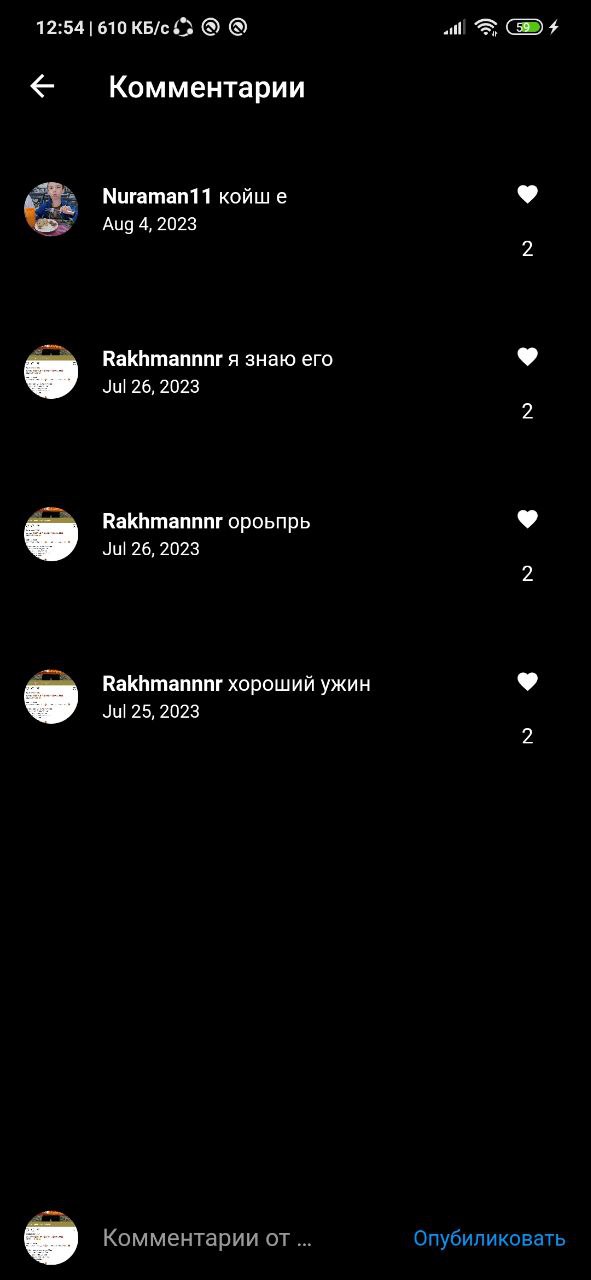 12:54 | 610 КБ/с
59
Комментарии
Nuraman11 койш е
Aug 4, 2023
2
Rakhmannnr я знаю его
Jul 26, 2023
2
Rakhmannnr ороьпрь
Jul 26, 2023
2
Rakhmannnr хороший ужин
Jul 25, 2023
2
Комментарии от ...
Опубиликовать